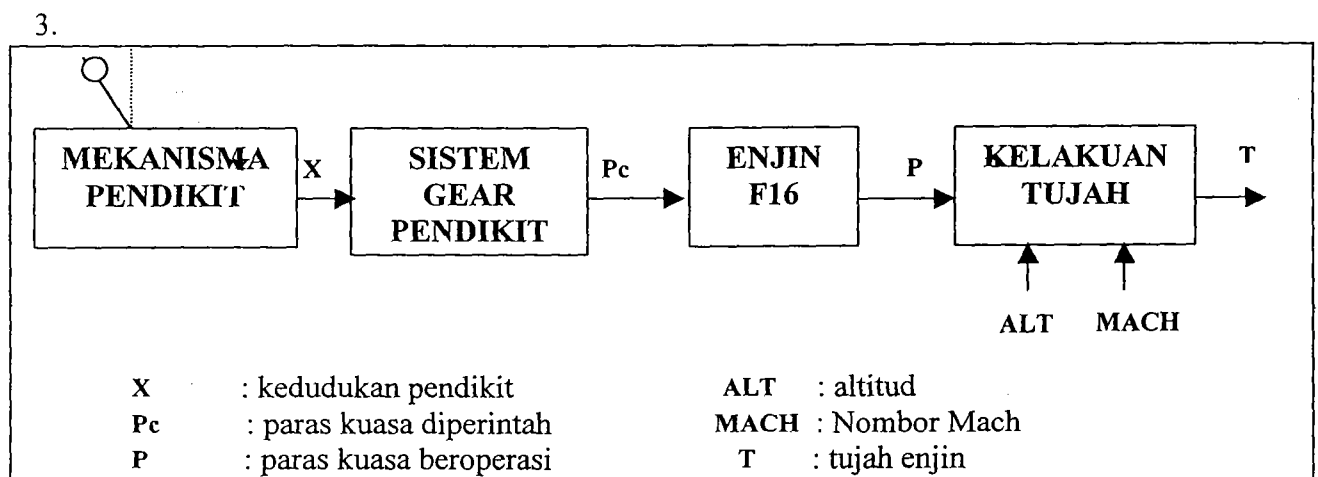 3.
MEKANISMA
PENDIKIT
X
SISTEM
GEAR
PENDIKIT
Pc
ENJIN
F16
P
KELAKUAN
TUJAH
T
ALT MACH
X : kedudukan pendikit
Pc : paras kuasa diperintah
P : paras kuasa beroperasi
ALT : altitud
MACH : Nombor Mach
T : tujah enjin